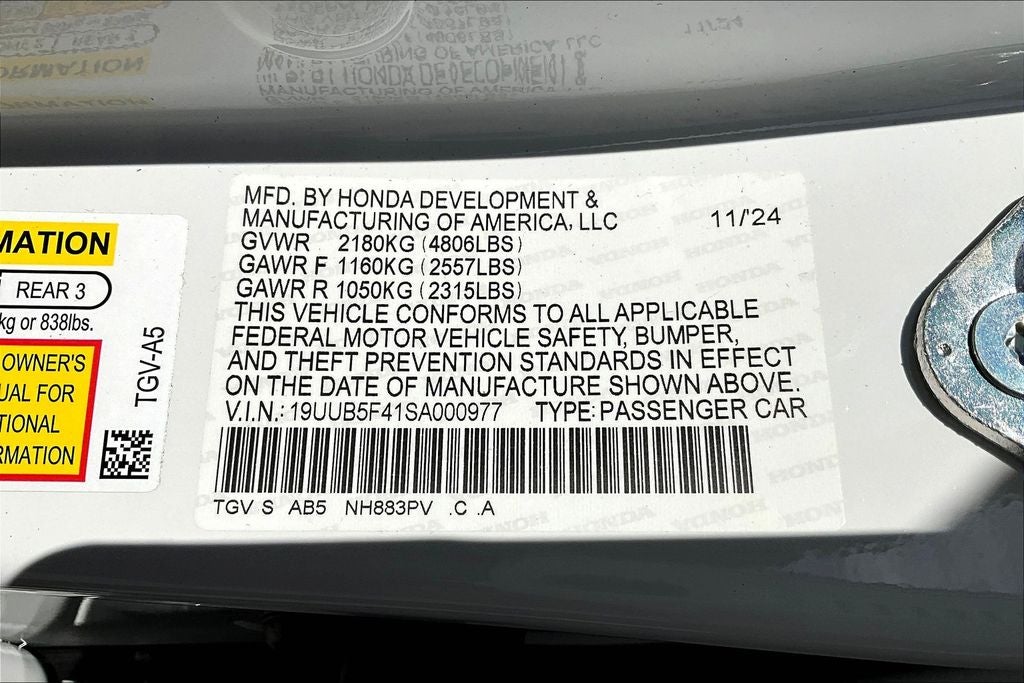 MFD. BY HONDA DEVELOPMENT &
MANUFACTURING OF AMERICA, LLC 11/'24
GVWR 2180KG (4806LBS)
GAWR F 1160KG (2557LBS)
GAWR R 1050KG (2315LBS)
THIS VEHICLE CONFORMS TO ALL APPLICABLE
FEDERAL MOTOR VEHICLE SAFETY, BUMPER,
AND THEFT PREVENTION STANDARDS IN EFFECT
ON THE DATE OF MANUFACTURE SHOWN ABOVE.
V.I.N.: 19UUB5F41SA000977 TYPE: PASSENGER CAR
TGV S AB5 NH883PV .C .A
MATION
REAR 3
kg or 838lbs.
OWNER'S
UAL FOR
TIONAL
RMATION
TGV-A5